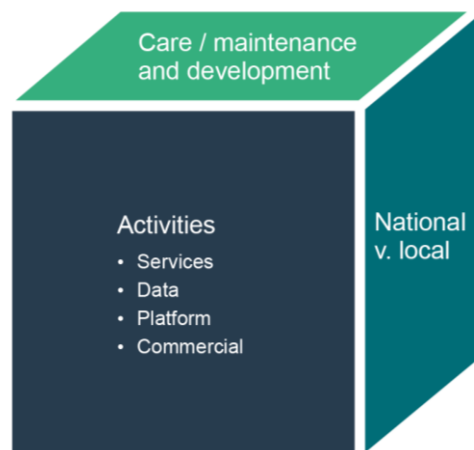 Care / maintenance
and development
Activities
• Services
• Data
• Platform
• Commercial
National
v. local